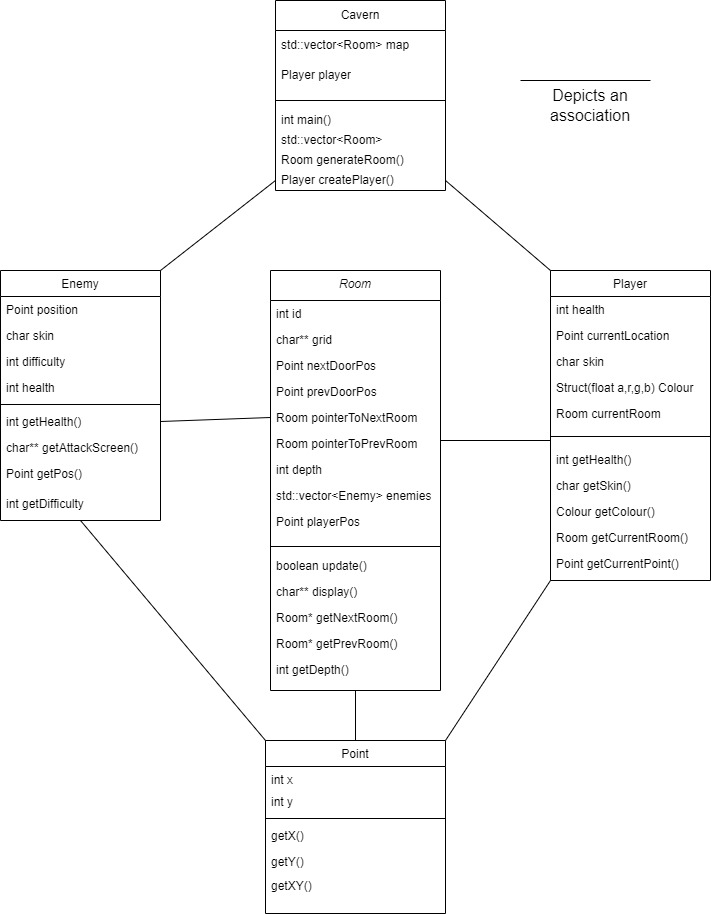 Cavern
std::vector<Room> map
Player player
int main()
std::vector<Room>
Room generateRoom()
Player createPlayer()
Depicts an
association
Enemy
Point position
char skin
int difficulty
int health
int getHealth()
char** getAttackScreen()
Point getPos()
int getDifficulty
Room
int id
char** grid
Point nextDoorPos
Point prevDoorPos
Room pointerToNextRoom
Room pointerToPrevRoom
int depth
std::vector<Enemy> enemies
Point playerPos
boolean update()
char** display()
Room* getNextRoom()
Room* getPrevRoom()
int getDepth()
Player
int health
Point currentLocation
char skin
Struct(float a,r,g,b) Colour
Room currentRoom
int getHealth()
char getSkin()
Colour getColour()
Room getCurrentRoom()
Point getCurrentPoint()
Point
int x
int y
getX()
getY()
getXY()